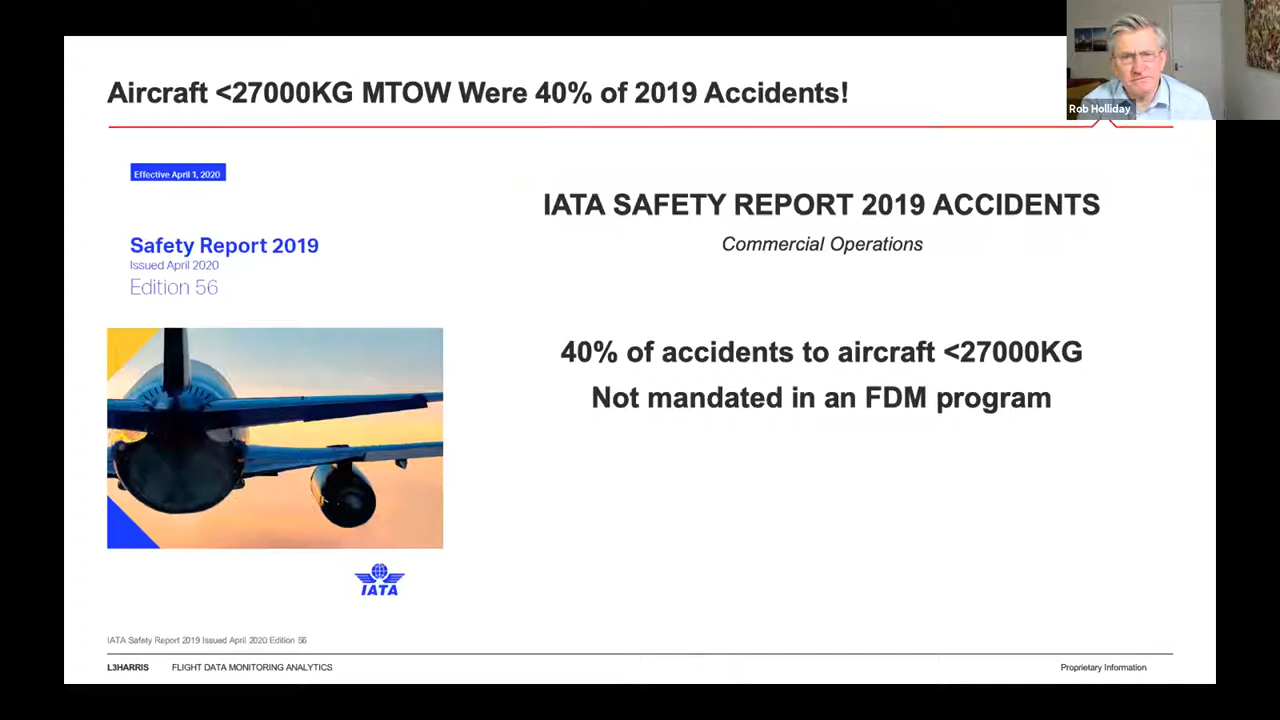 Aircraft <27000KG MTOW Were 40% of 2019 Accidents!
Rob Holliday
Effective April 1, 2020
Safety Report 2019
Issued April 2020
Edition 56
IATA SAFETY REPORT 2019 ACCIDENTS
Commercial Operations
40% of accidents to aircraft <27000KG
Not mandated in an FDM program
IATA
IATA Safety Report 2019 Issued April 2020 Edition 56
L3HARRIS FLIGHT DATA MONITORING ANALYTICS Proprietary Information